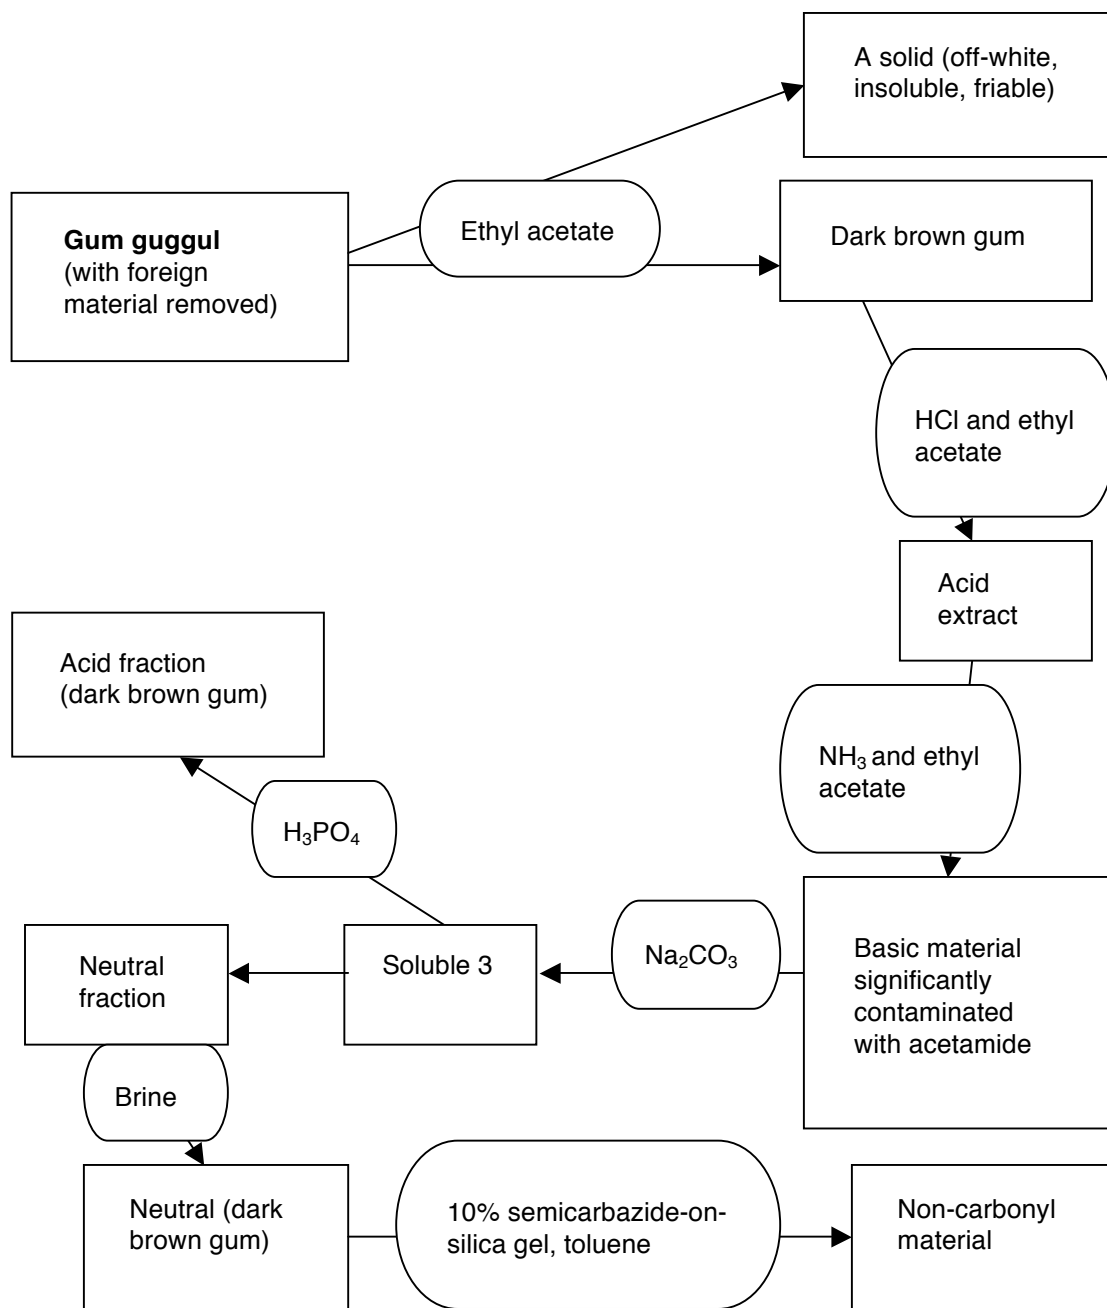 A solid (off-white,
insoluble, friable)
Gum guggul
(with foreign
material removed)
Ethyl acetate
Dark brown gum
HCl and ethyl
acetate
Acid
extract
Acid fraction
(dark brown gum)
NH₃ and ethyl
acetate
H₃PO₄
Basic material
significantly
contaminated
with acetamide
Na₂CO₃
Soluble 3
Neutral
fraction
Brine
Neutral (dark
brown gum)
10% semicarbazide-on-
silica gel, toluene
Non-carbonyl
material